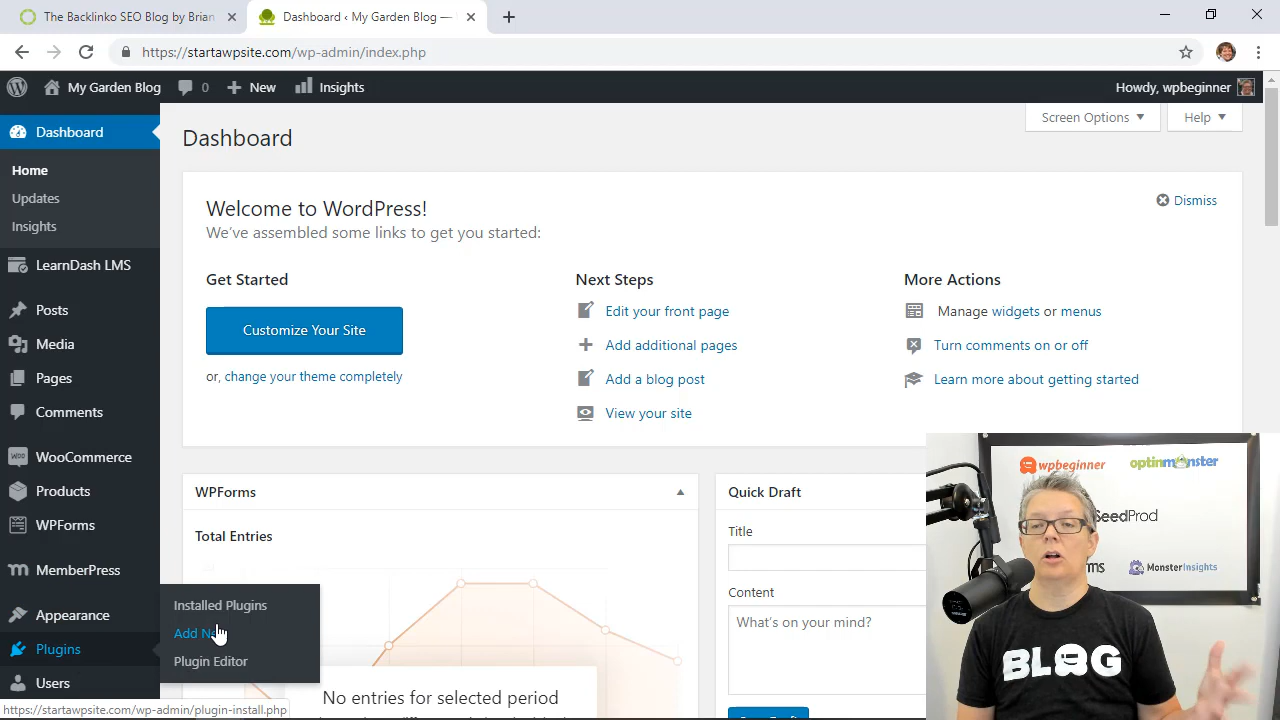 The Backlinko SEO Blog by Brian
Dashboard ‹ My Garden Blog —
https://startawpsite.com/wp-admin/index.php
My Garden Blog
0
New
Insights
Howdy, wpbeginner
Dashboard
Home
Updates
Insights
LearnDash LMS
Posts
Media
Pages
Comments
WooCommerce
Products
WPForms
MemberPress
Appearance
Plugins
Users
Installed Plugins
Add
Plugin Editor
https://startawpsite.com/wp-admin/plugin-install.php
Dashboard
Screen Options
Help
Welcome to WordPress!
Dismiss
We've assembled some links to get you started:
Get Started
Customize Your Site
or, change your theme completely
Next Steps
Edit your front page
Add additional pages
Add a blog post
View your site
More Actions
Manage widgets or menus
Turn comments on or off
Learn more about getting started
WPForms
Total Entries
No entries for selected period
Quick Draft
Title
Content
What's on your mind?
wpbeginner
optinmonster
SeedProd
MonsterInsights
BLOG